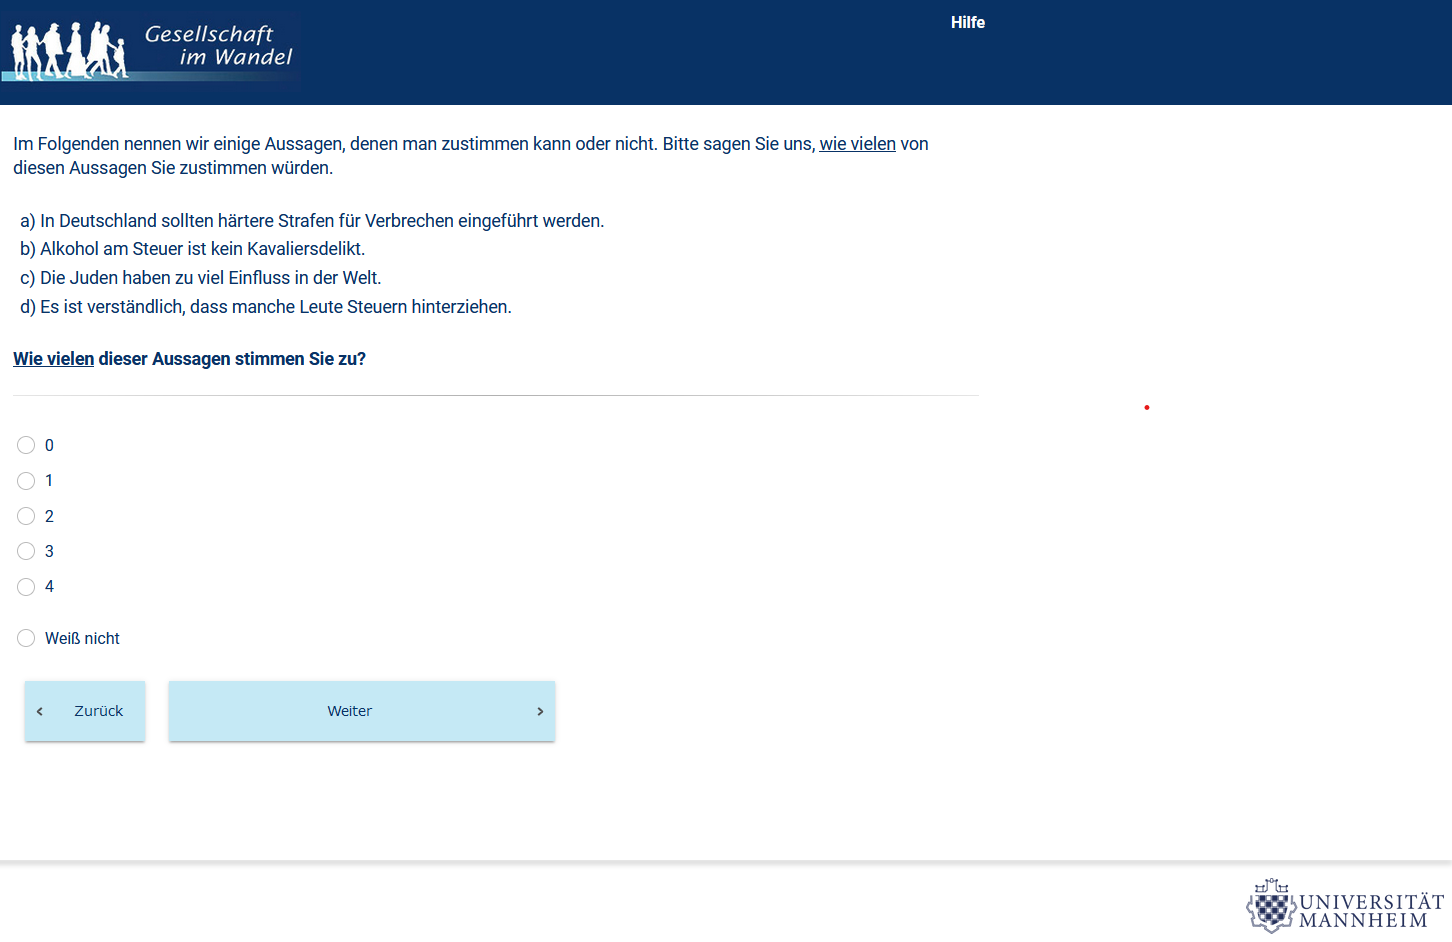 Gesellschaft
im Wandel
Hilfe
Im Folgenden nennen wir einige Aussagen, denen man zustimmen kann oder nicht. Bitte sagen Sie uns, wie vielen von
diesen Aussagen Sie zustimmen würden.
a) In Deutschland sollten härtere Strafen für Verbrechen eingeführt werden.
b) Alkohol am Steuer ist kein Kavaliersdelikt.
c) Die Juden haben zu viel Einfluss in der Welt.
d) Es ist verständlich, dass manche Leute Steuern hinterziehen.
Wie vielen dieser Aussagen stimmen Sie zu?
0
1
2
3
4
Weiß nicht
‹ Zurück
Weiter ›
UNIVERSITÄT
MANNHEIM